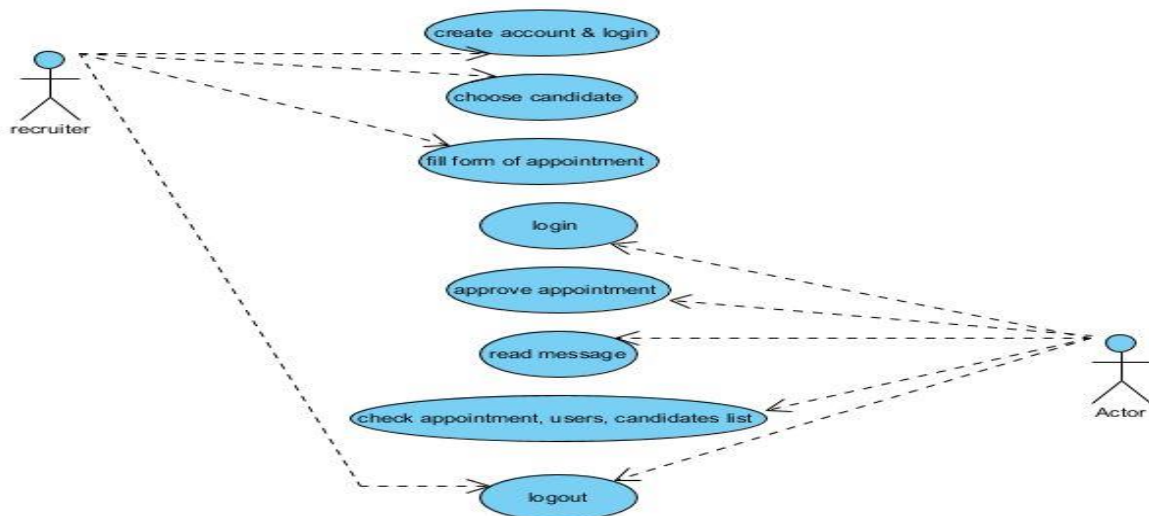 create account & login
choose candidate
recruiter
fill form of appointment
login
approve appointment
read message
check appointment, users, candidates list
Actor
logout